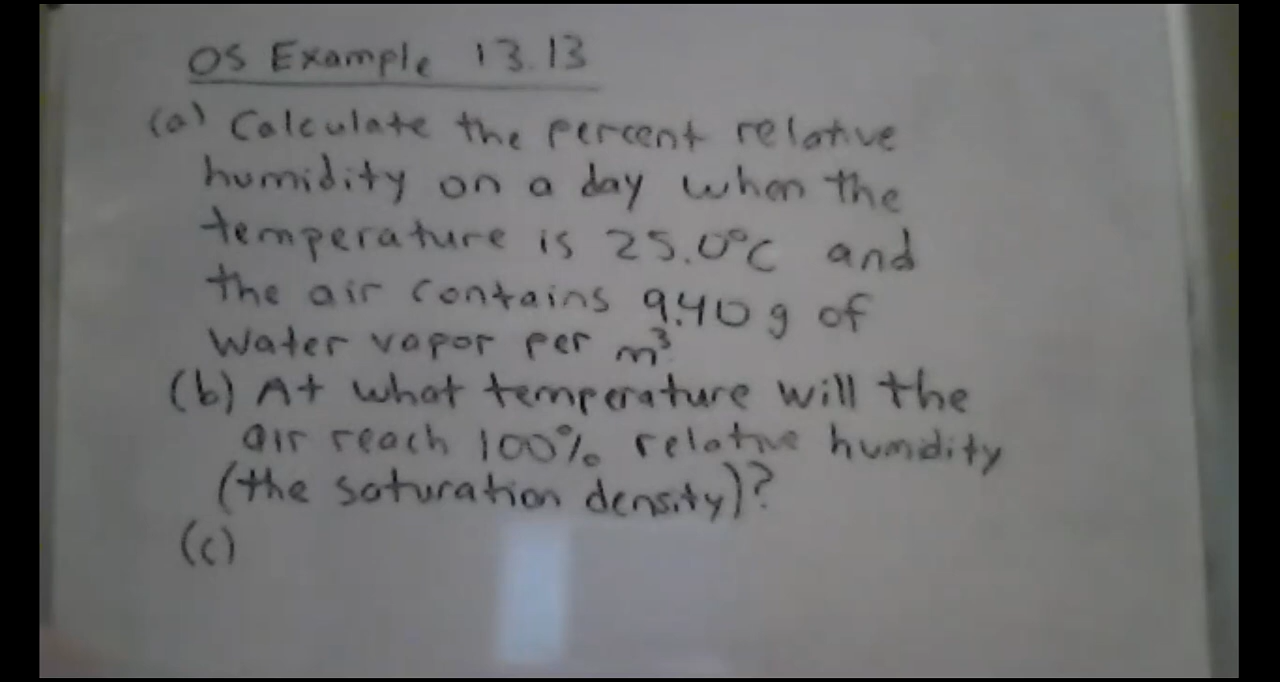 OS Example 13.13
(a) Calculate the percent relative
humidity on a day when the
temperature is 25.0°C and
the air contains 9.40 g of
water vapor per m³
(b) At what temperature will the
air reach 100% relative humidity
(the saturation density)?
(c)